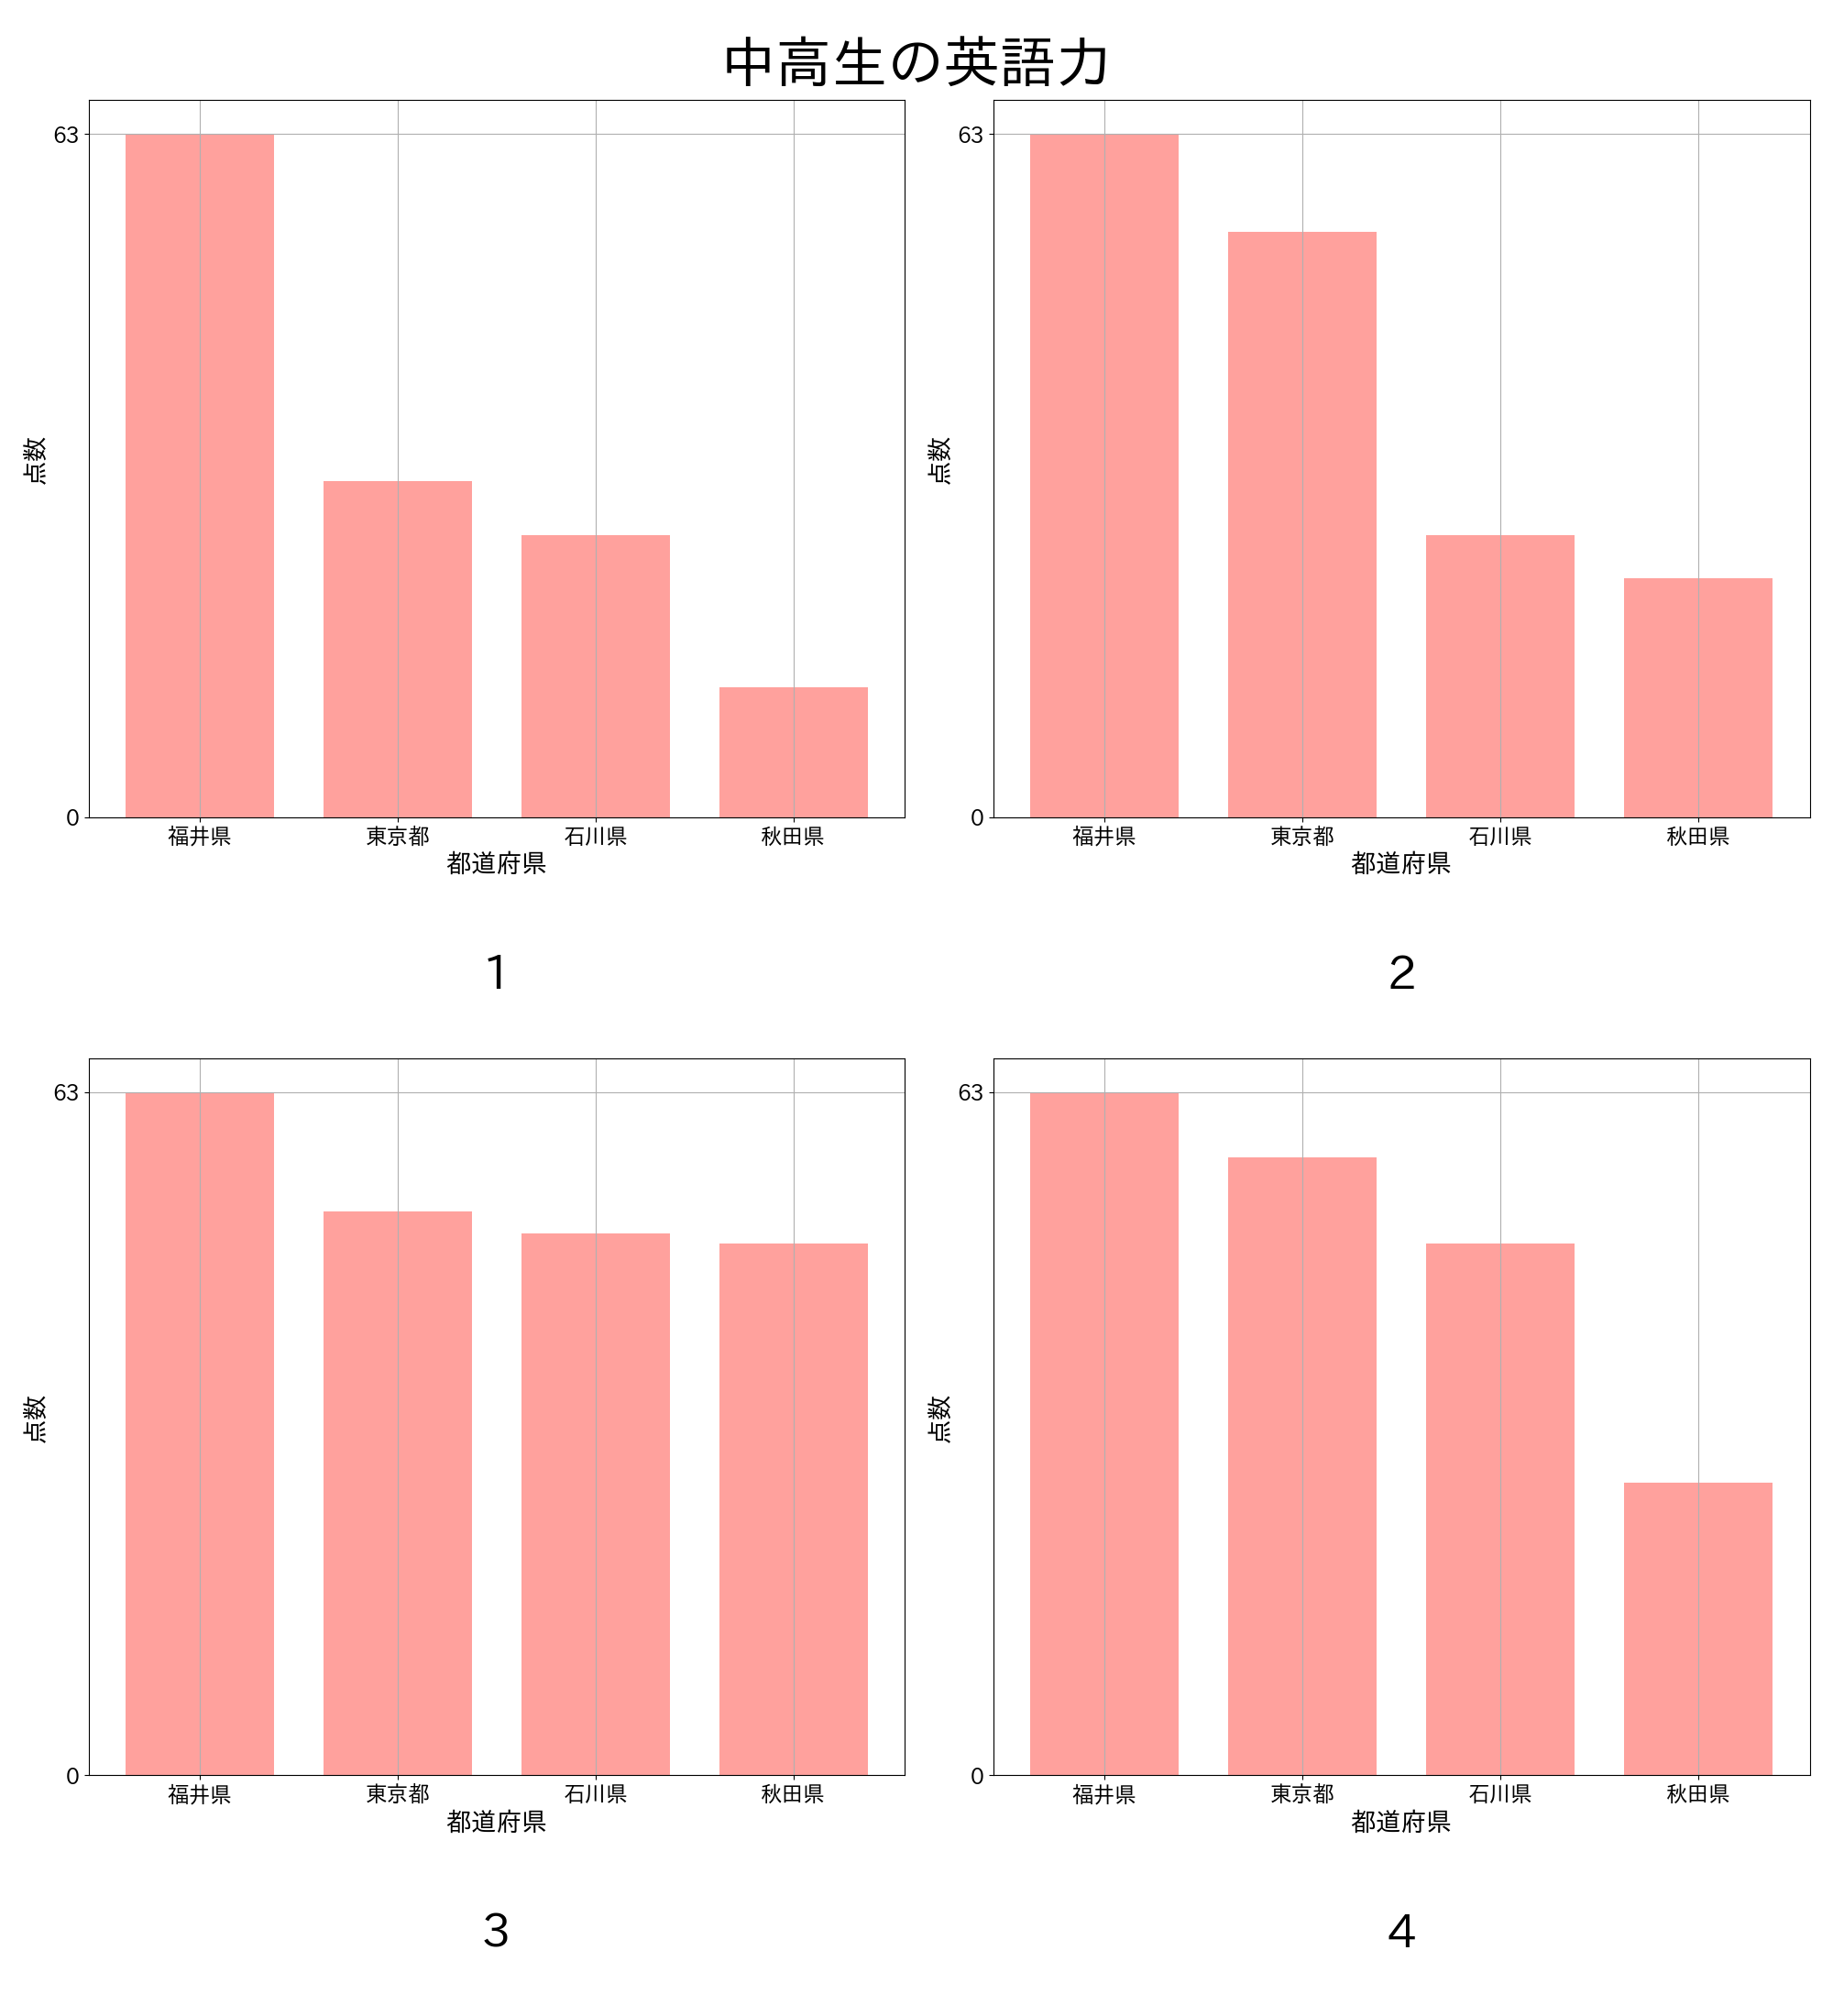 中高生の英語力
63
点数
0
福井県 東京都 石川県 秋田県
都道府県
1
63
点数
0
福井県 東京都 石川県 秋田県
都道府県
2
63
点数
0
福井県 東京都 石川県 秋田県
都道府県
3
63
点数
0
福井県 東京都 石川県 秋田県
都道府県
4